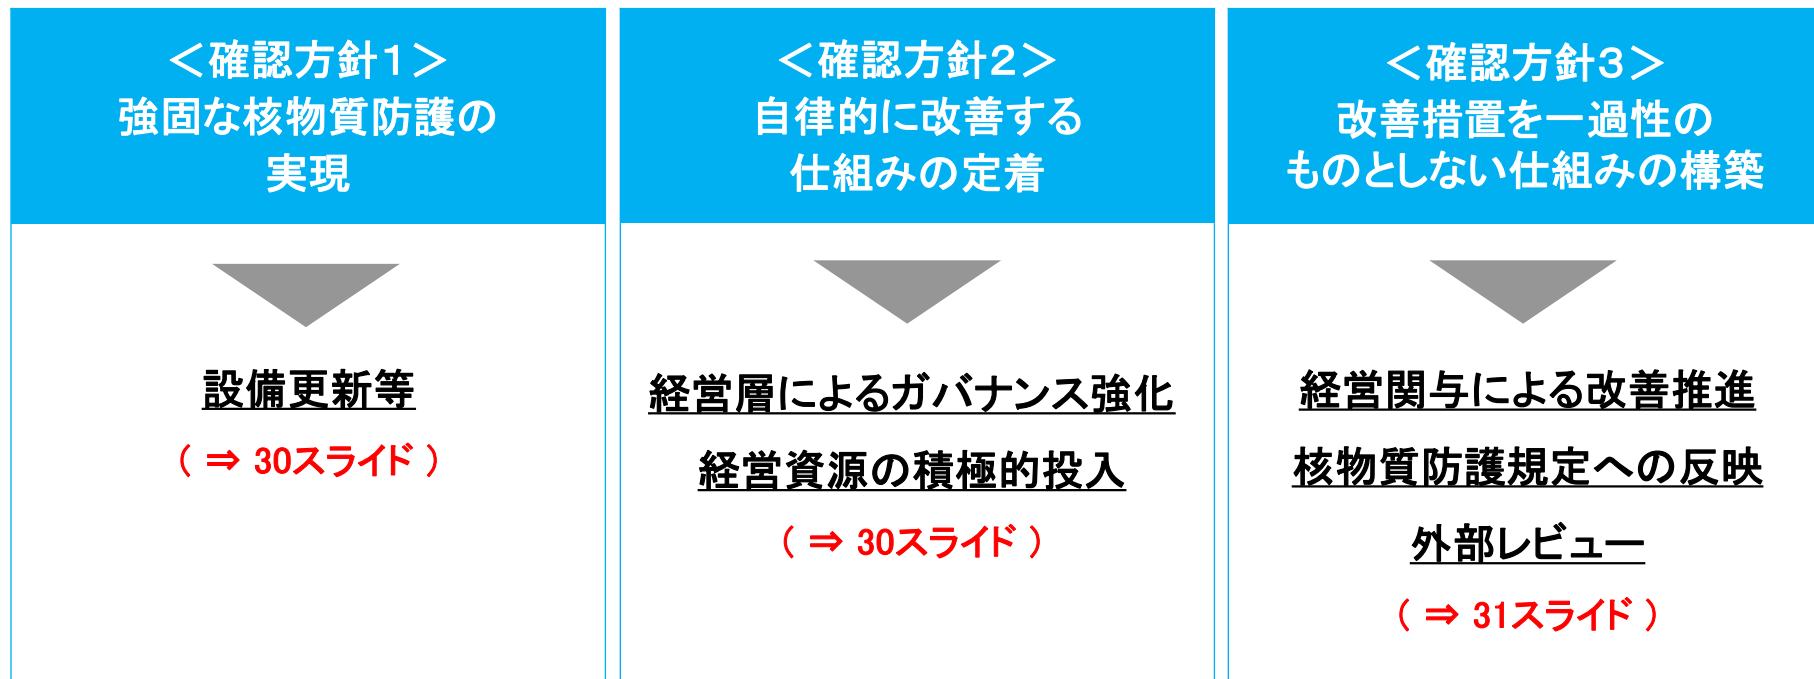 ＜確認方針１＞
強固な核物質防護の
実現
設備更新等
（ ⇒ 30スライド ）
＜確認方針２＞
自律的に改善する
仕組みの定着
経営層によるガバナンス強化
経営資源の積極的投入
（ ⇒ 30スライド ）
＜確認方針３＞
改善措置を一過性の
ものとしない仕組みの構築
経営関与による改善推進
核物質防護規定への反映
外部レビュー
（ ⇒ 31スライド ）